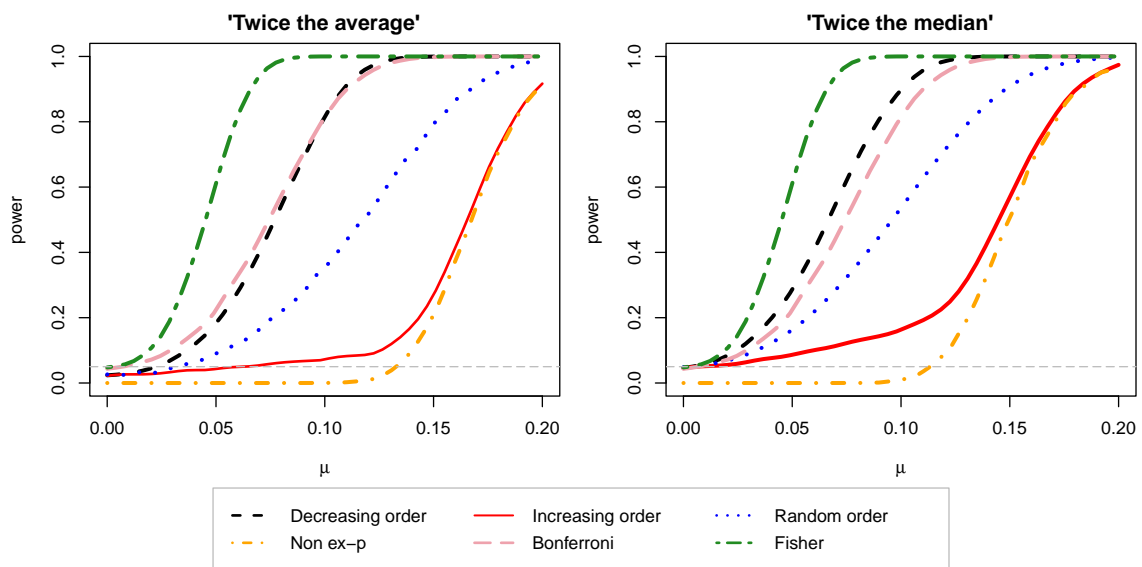 'Twice the average'
power
0.0
0.2
0.4
0.6
0.8
1.0
0.00
0.05
0.10
0.15
0.20
μ
'Twice the median'
power
0.0
0.2
0.4
0.6
0.8
1.0
0.00
0.05
0.10
0.15
0.20
μ
Decreasing order
Increasing order
Random order
Non ex−p
Bonferroni
Fisher